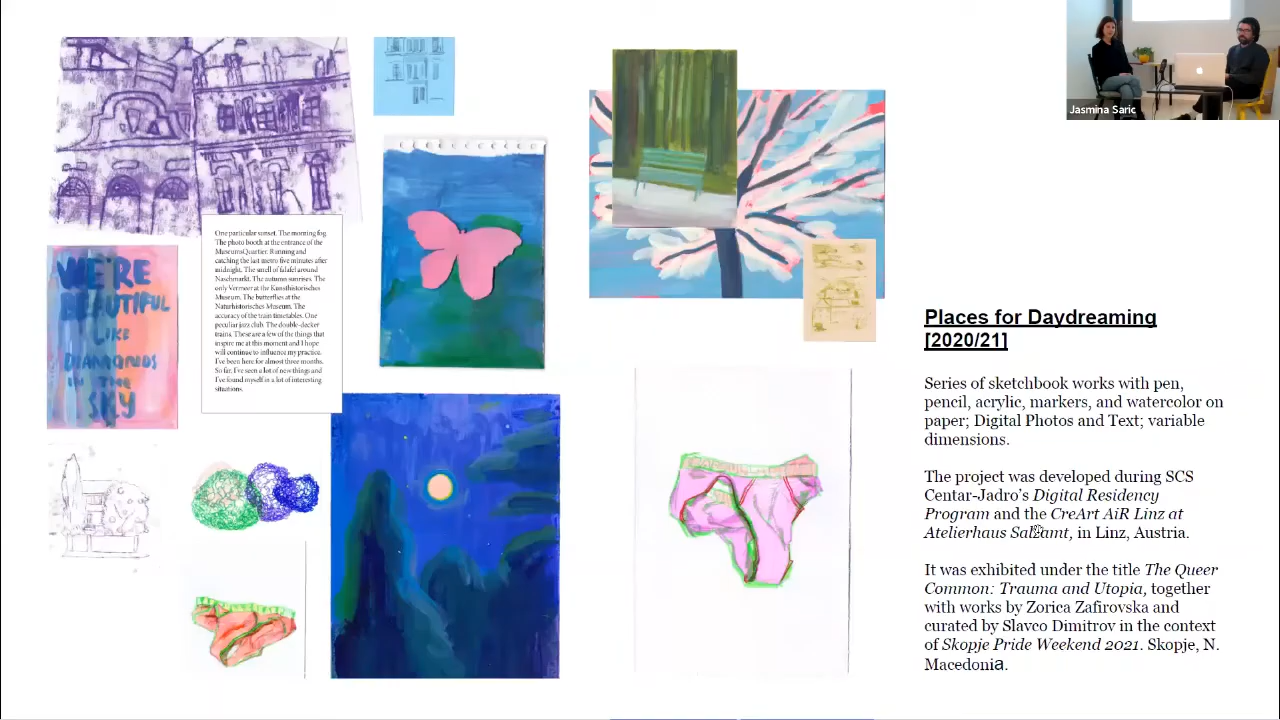 Jasmina Saric
WE'RE
BEAUTIFUL
LIKE
DIAMONDS
IN THE
SKY
One particular sunset. The morning fog.
The photo booth at the entrance of the
MuseumsQuartier. Running and
catching the last metro five minutes after
midnight. The smell of falafel around
Naschmarkt. The autumn sunrises. The
only Vermeer at the Kunsthistorisches
Museum. The butterflies at the
Naturhistorisches Museum. The
accuracy of the train timetables. One
peculiar jazz club. The double-decker
trains. These are a few of the things that
inspire me at this moment and I hope
will continue to influence my practice.
I've been here for almost three months.
So far, I've seen a lot of new things and
I've found myself in a lot of interesting
situations.
Places for Daydreaming
[2020/21]
Series of sketchbook works with pen,
pencil, acrylic, markers, and watercolor on
paper; Digital Photos and Text; variable
dimensions.
The project was developed during SCS
Centar-Jadro's Digital Residency
Program and the CreArt AiR Linz at
Atelierhaus Salzamt, in Linz, Austria.
It was exhibited under the title The Queer
Common: Trauma and Utopia, together
with works by Zorica Zafirovska and
curated by Slavco Dimitrov in the context
of Skopje Pride Weekend 2021. Skopje, N.
Macedonia.